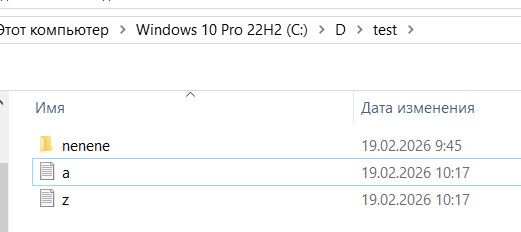 Этот компьютер > Windows 10 Pro 22H2 (C:) > D > test >
Имя Дата изменения
nenene 19.02.2026 9:45
a 19.02.2026 10:17
z 19.02.2026 10:17